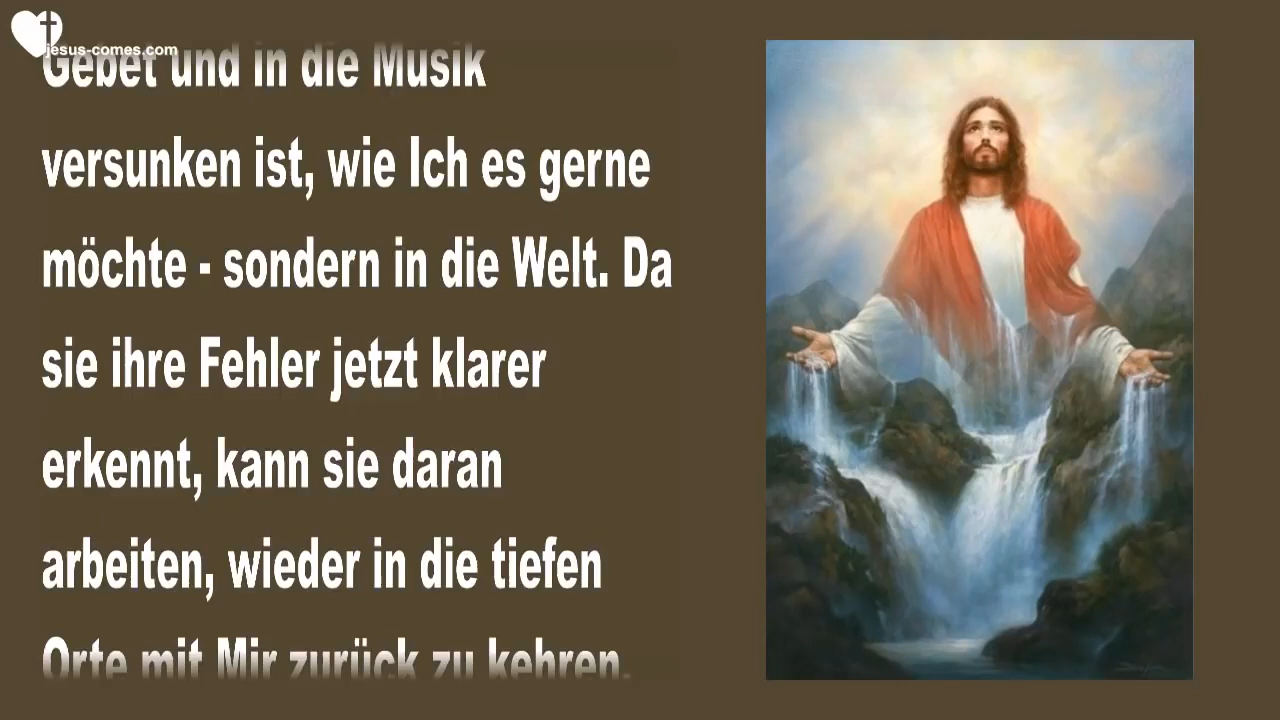 jesus-comes.com
Gebet und in die Musik
versunken ist, wie Ich es gerne
möchte - sondern in die Welt. Da
sie ihre Fehler jetzt klarer
erkennt, kann sie daran
arbeiten, wieder in die tiefen
Orte mit Mir zurück zu kehren.